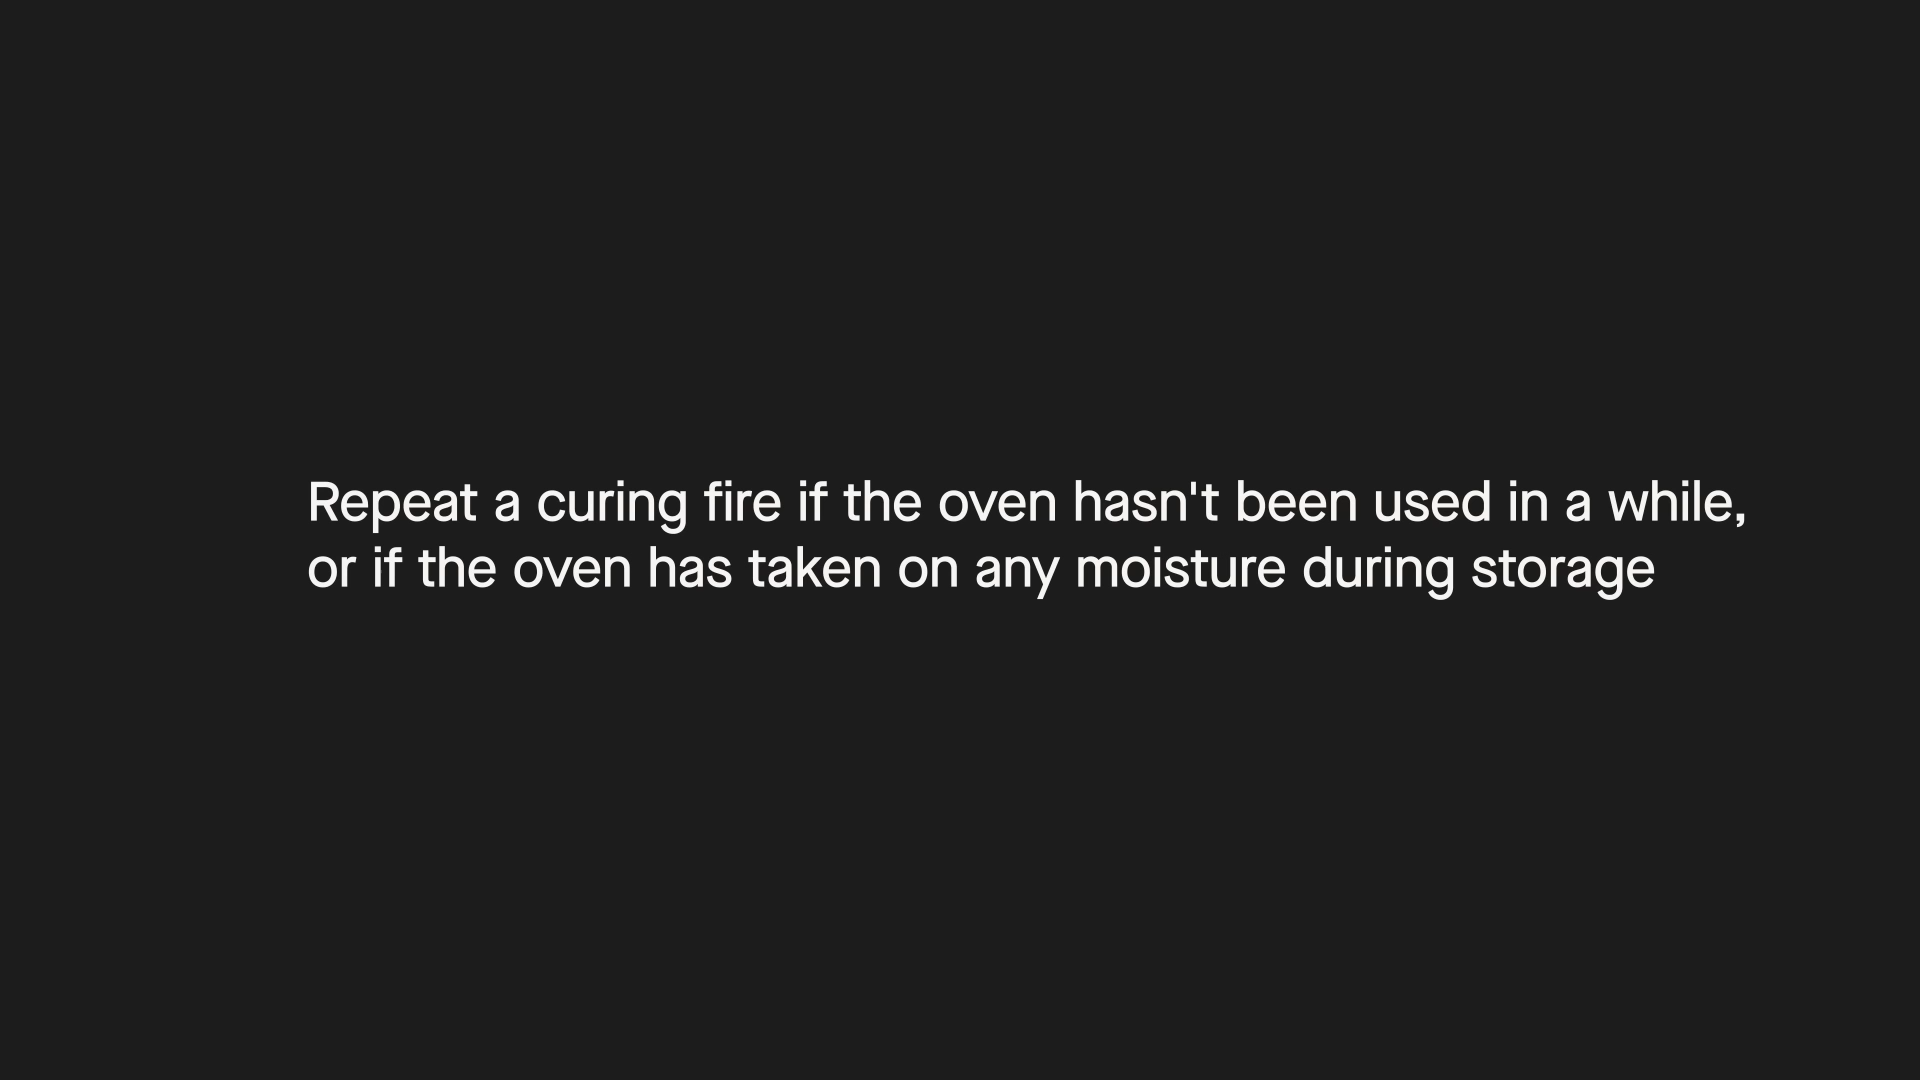 Repeat a curing fire if the oven hasn't been used in a while,
or if the oven has taken on any moisture during storage